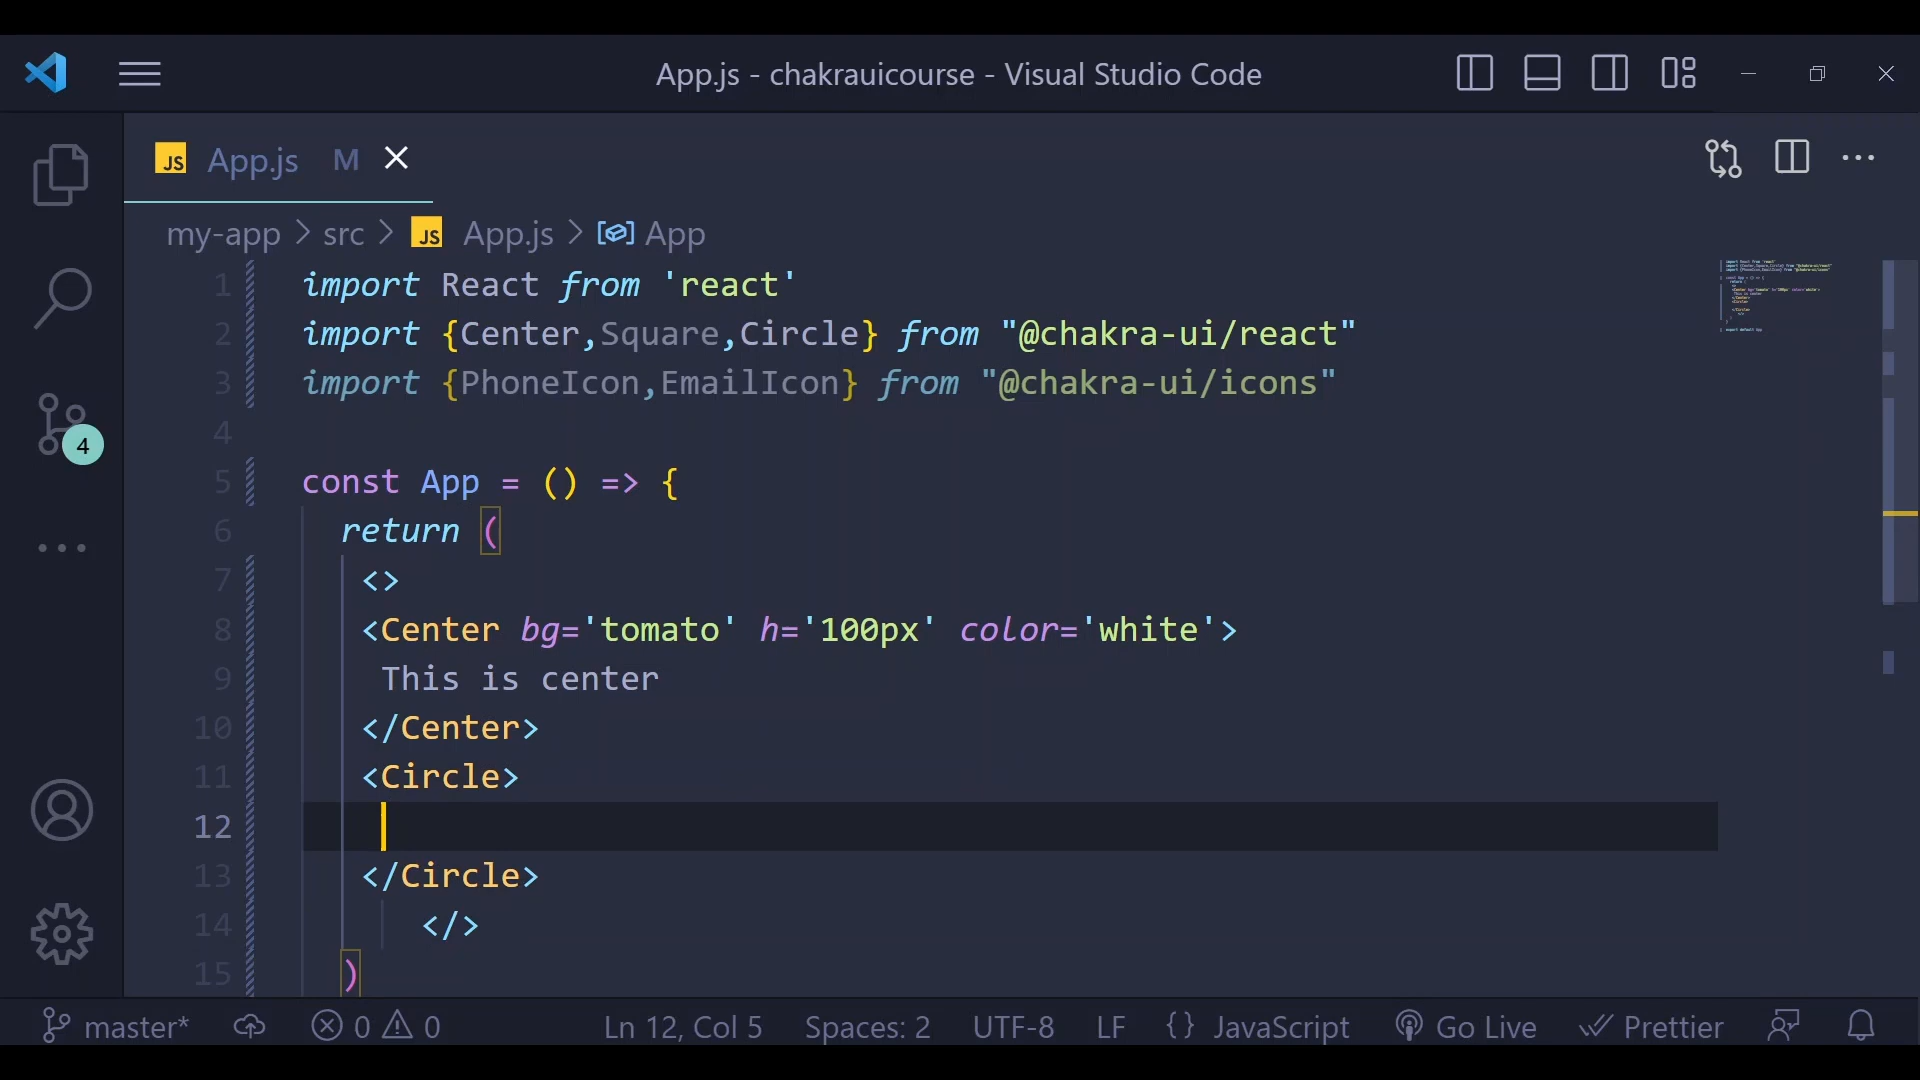 App.js - chakrauicourse - Visual Studio Code
JS App.js M
my-app > src > JS App.js > App
1 import React from 'react'
2 import {Center,Square,Circle} from "@chakra-ui/react"
3 import {PhoneIcon,EmailIcon} from "@chakra-ui/icons"
4
5 const App = () => {
6 return (
7 <>
8 <Center bg='tomato' h='100px' color='white'>
9 This is center
10 </Center>
11 <Circle>
12
13 </Circle>
14 </>
15 )
4
master* 0 0 Ln 12, Col 5 Spaces: 2 UTF-8 LF {} JavaScript Go Live Prettier